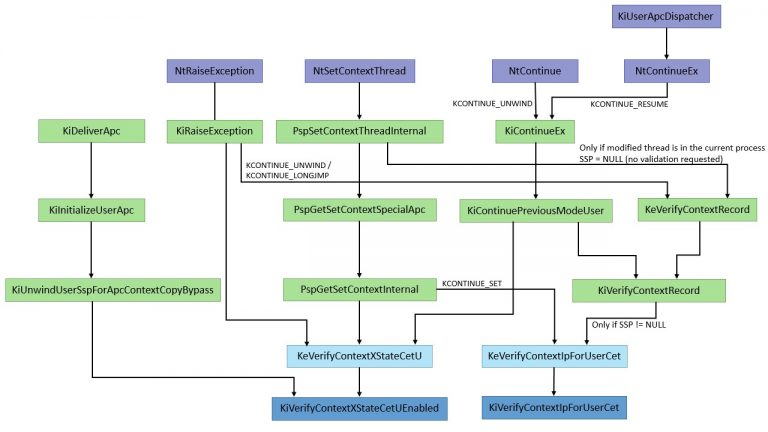 KiUserApcDispatcher
NtRaiseException
NtSetContextThread
NtContinue
NtContinueEx
KCONTINUE_UNWIND
KCONTINUE_RESUME
KiDeliverApc
KiRaiseException
PspSetContextThreadInternal
KiContinueEx
Only if modified thread is in the current process
SSP = NULL (no validation requested)
KCONTINUE_UNWIND /
KCONTINUE_LONGJMP
KiInitializeUserApc
PspGetSetContextSpecialApc
KiContinuePreviousModeUser
KeVerifyContextRecord
KiUnwindUserSspForApcContextCopyBypass
PspGetSetContextInternal
KCONTINUE_SET
KiVerifyContextRecord
Only if SSP != NULL
KeVerifyContextXStateCetU
KeVerifyContextIpForUserCet
KiVerifyContextXStateCetUEnabled
KiVerifyContextIpForUserCet